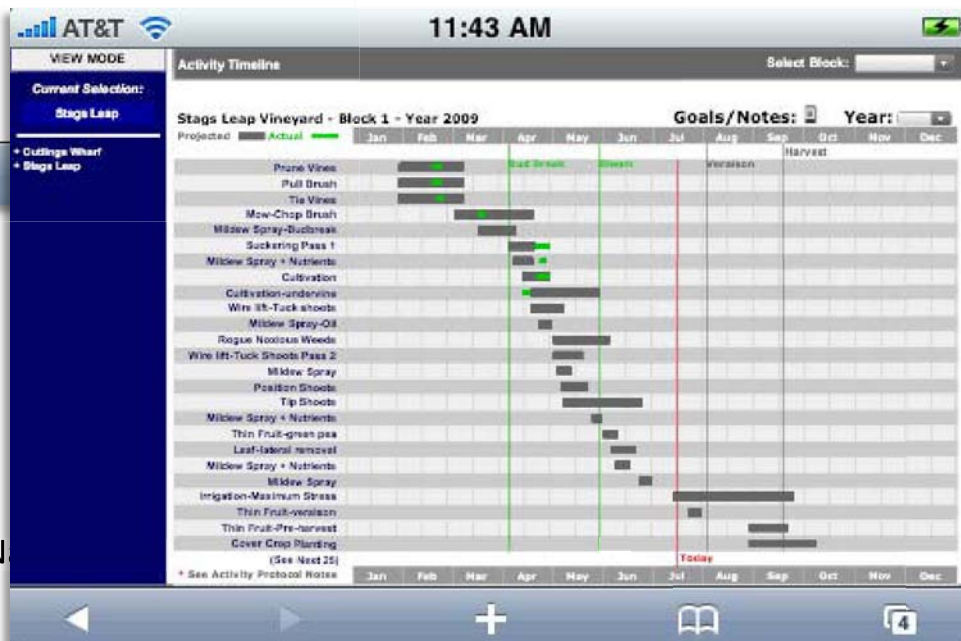 AT&T 11:43 AM
VIEW MODE
Current Selection:
Stags Leap
+ Cuttings Wharf
+ Stags Leap
Activity Timeline Select Block:
Stags Leap Vineyard - Block 1 - Year 2009 Goals/Notes: Year:
Projected Actual Jan Feb Mar Apr May Jun Jul Aug Sep Oct Nov Dec
Harvest
Prune Vines Bud Break Bloom Veraison
Pull Brush
Tie Vines
Mow-Chop Brush
Mildew Spray-Budbreak
Suckering Pass 1
Mildew Spray + Nutrients
Cultivation
Cultivation-undervine
Wire lift-Tuck shoots
Mildew Spray-Oil
Rogue Noxious Weeds
Wire lift-Tuck Shoots Pass 2
Mildew Spray
Position Shoots
Tip Shoots
Mildew Spray + Nutrients
Thin Fruit-green pea
Leaf-lateral removal
Mildew Spray + Nutrients
Mildew Spray
Irrigation-Maximum Stress
Thin Fruit-veraison
Thin Fruit-Pre-harvest
Cover Crop Planting
(See Next 25) Today
* See Activity Protocol Notes Jan Feb Mar Apr May Jun Jul Aug Sep Oct Nov Dec
4